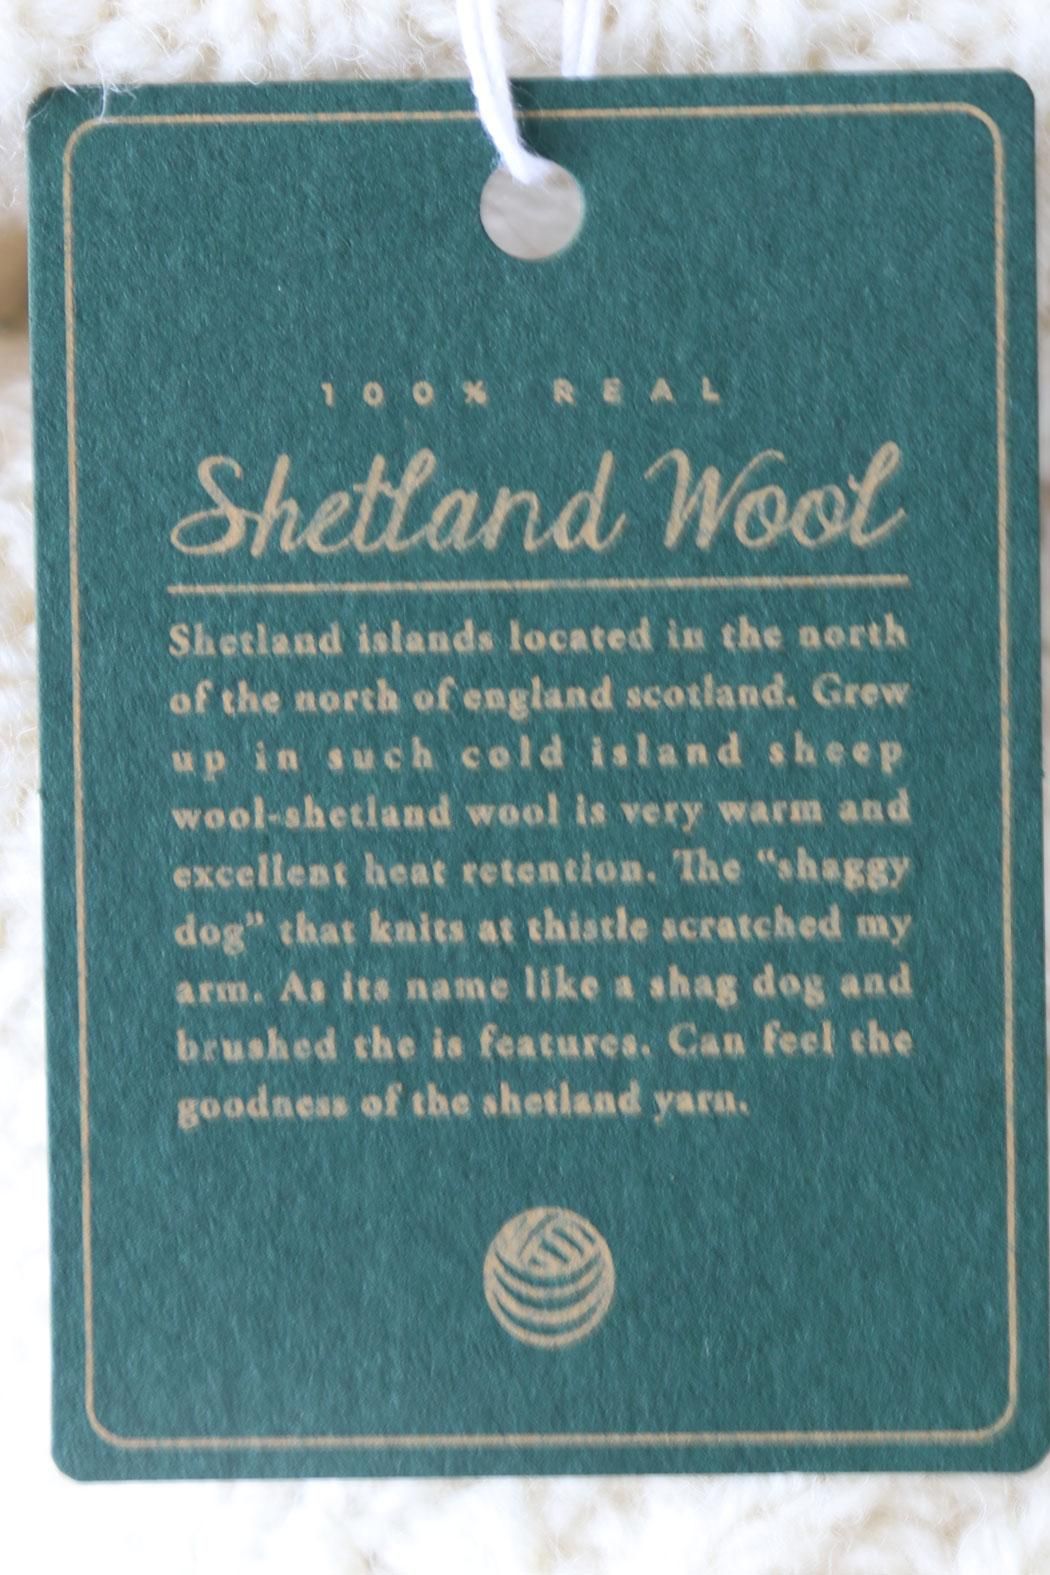 100% REAL
Shetland Wool
Shetland islands located in the north
of the north of england scotland. Grew
up in such cold island sheep
wool-shetland wool is very warm and
excellent heat retention. The “shaggy
dog” that knits at thistle scratched my
arm. As its name like a shag dog and
brushed the is features. Can feel the
goodness of the shetland yarn.